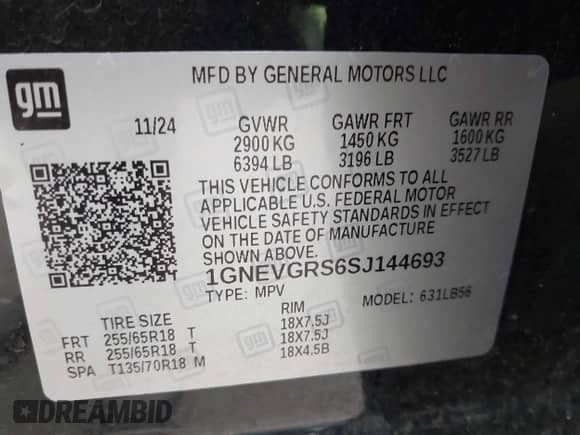 gm
MFD BY GENERAL MOTORS LLC
11/24 GVWR GAWR FRT GAWR RR
2900 KG 1450 KG 1600 KG
6394 LB 3196 LB 3527 LB
THIS VEHICLE CONFORMS TO ALL
APPLICABLE U.S. FEDERAL MOTOR
VEHICLE SAFETY STANDARDS IN EFFECT
ON THE DATE OF MANUFACTURE
SHOWN ABOVE.
1GNEVGRS6SJ144693
TYPE: MPV MODEL: 631LB56
TIRE SIZE RIM
FRT 255/65R18 T 18X7.5J
RR 255/65R18 T 18X7.5J
SPA T135/70R18 M 18X4.5B
DREAMBID